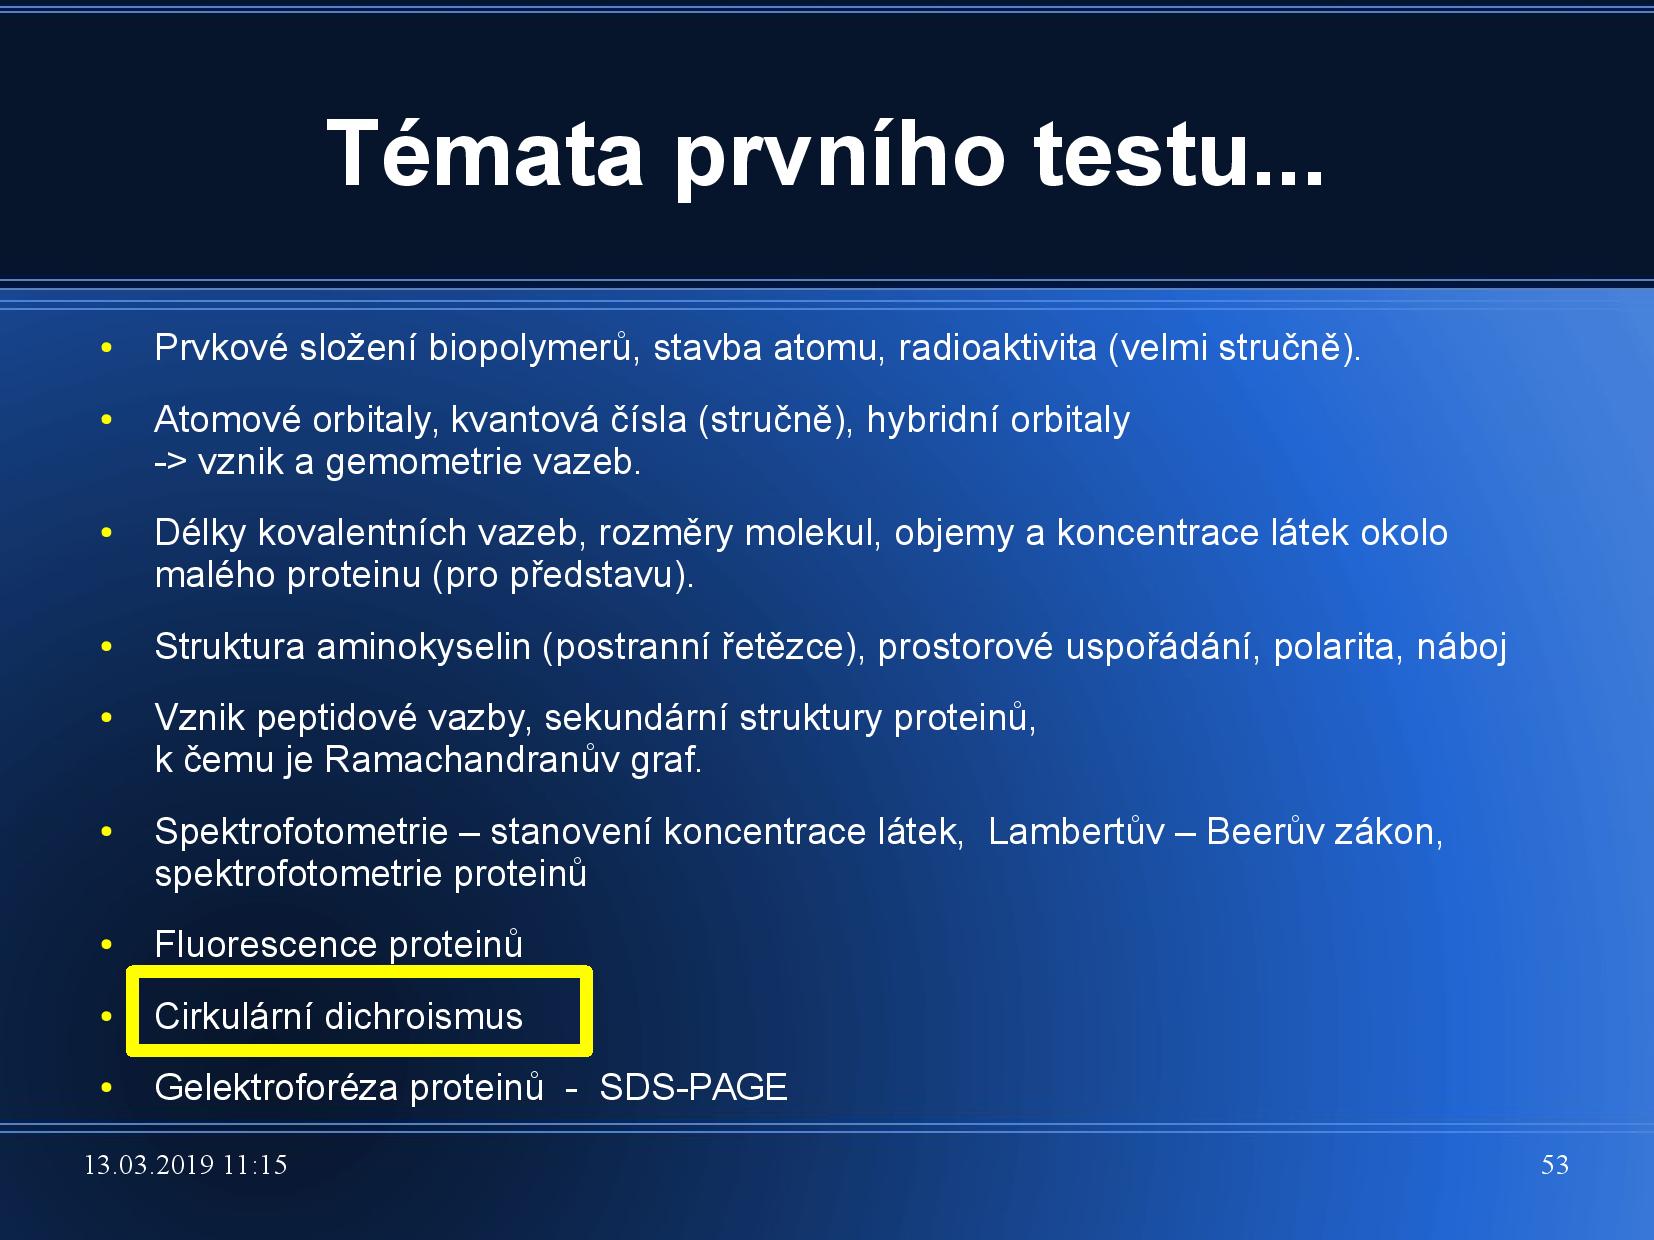 Témata prvního testu...
• Prvkové složení biopolymerů, stavba atomu, radioaktivita (velmi stručně).
• Atomové orbitaly, kvantová čísla (stručně), hybridní orbitaly
-> vznik a gemometrie vazeb.
• Délky kovalentních vazeb, rozměry molekul, objemy a koncentrace látek okolo
malého proteinu (pro představu).
• Struktura aminokyselin (postranní řetězce), prostorové uspořádání, polarita, náboj
• Vznik peptidové vazby, sekundární struktury proteinů,
k čemu je Ramachandranův graf.
• Spektrofotometrie – stanovení koncentrace látek,  Lambertův – Beerův zákon,
spektrofotometrie proteinů
• Fluorescence proteinů
• Cirkulární dichroismus
• Gelektroforéza proteinů  -  SDS-PAGE
13.03.2019 11:15
53